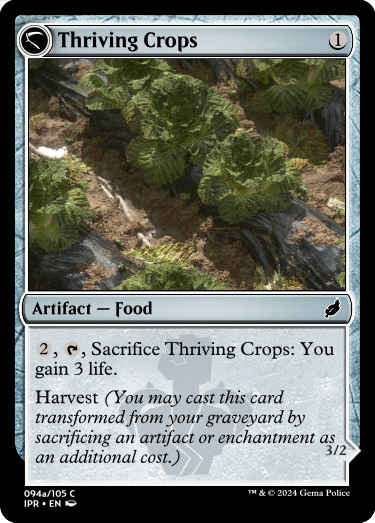 Thriving Crops 1
Artifact — Food
2, T, Sacrifice Thriving Crops: You
gain 3 life.
Harvest (You may cast this card
transformed from your graveyard by
sacrificing an artifact or enchantment as
an additional cost.)
3/2
094a/105 C
IPR • EN
™ & © 2024 Gema Police